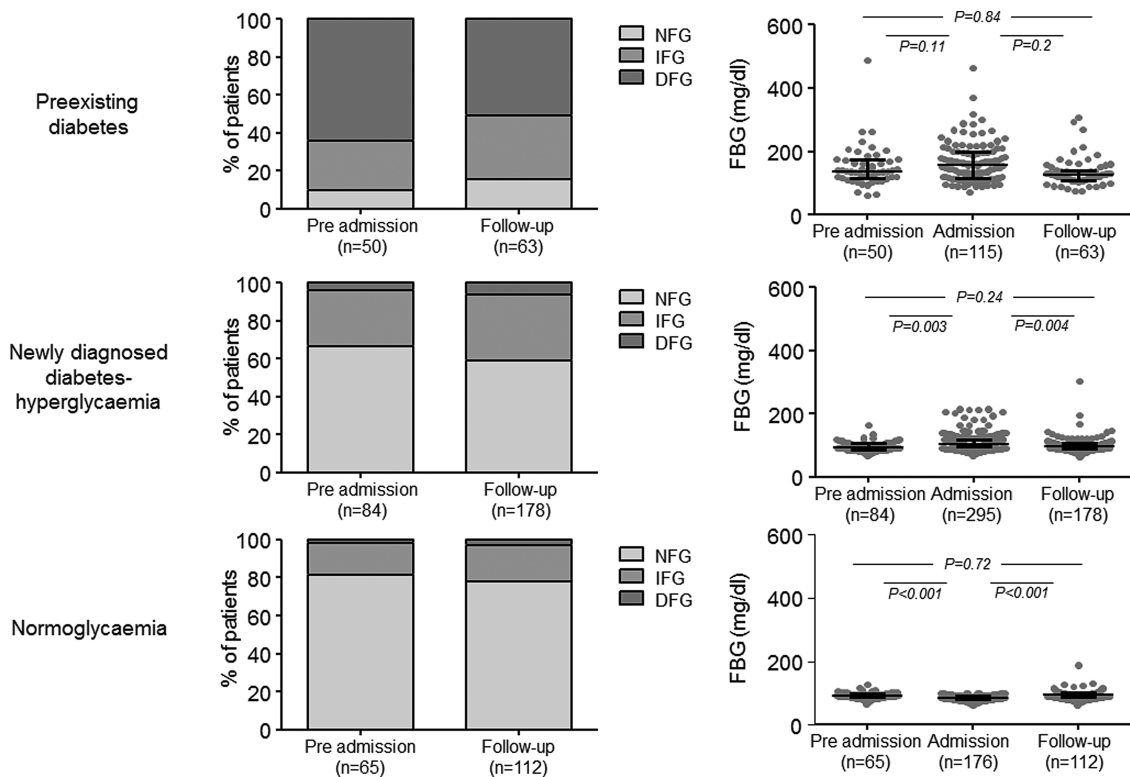 Preexisting
diabetes
% of patients
100
80
60
40
20
0
Pre admission
(n=50)
Follow-up
(n=63)
NFG
IFG
DFG
FBG (mg/dl)
600
400
200
0
P=0.84
P=0.11
P=0.2
Pre admission
(n=50)
Admission
(n=115)
Follow-up
(n=63)
Newly diagnosed
diabetes-
hyperglycaemia
% of patients
100
80
60
40
20
0
Pre admission
(n=84)
Follow-up
(n=178)
NFG
IFG
DFG
FBG (mg/dl)
600
400
200
0
P=0.24
P=0.003
P=0.004
Pre admission
(n=84)
Admission
(n=295)
Follow-up
(n=178)
Normoglycaemia
% of patients
100
80
60
40
20
0
Pre admission
(n=65)
Follow-up
(n=112)
NFG
IFG
DFG
FBG (mg/dl)
600
400
200
0
P=0.72
P<0.001
P<0.001
Pre admission
(n=65)
Admission
(n=176)
Follow-up
(n=112)